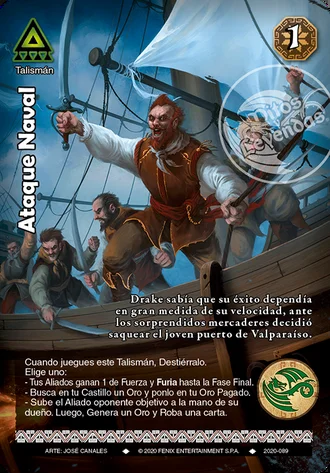 1
Talismán
Ataque Naval
Mitos
Leyendas
Drake sabía que su éxito dependía
en gran medida de su velocidad, ante
los sorprendidos mercaderes decidió
saquear el joven puerto de Valparaíso.
Cuando juegues este Talismán, Destiérralo.
Elige uno:
- Tus Aliados ganan 1 de Fuerza y Furia hasta la Fase Final.
- Busca en tu Castillo un Oro y ponlo en tu Oro Pagado.
- Sube el Aliado oponente objetivo a la mano de su
dueño. Luego, Genera un Oro y Roba una carta.
ARTE: JOSÉ CANALES ◆ © 2020 FENIX ENTERTAINMENT S.P.A. ◆ 2020-089